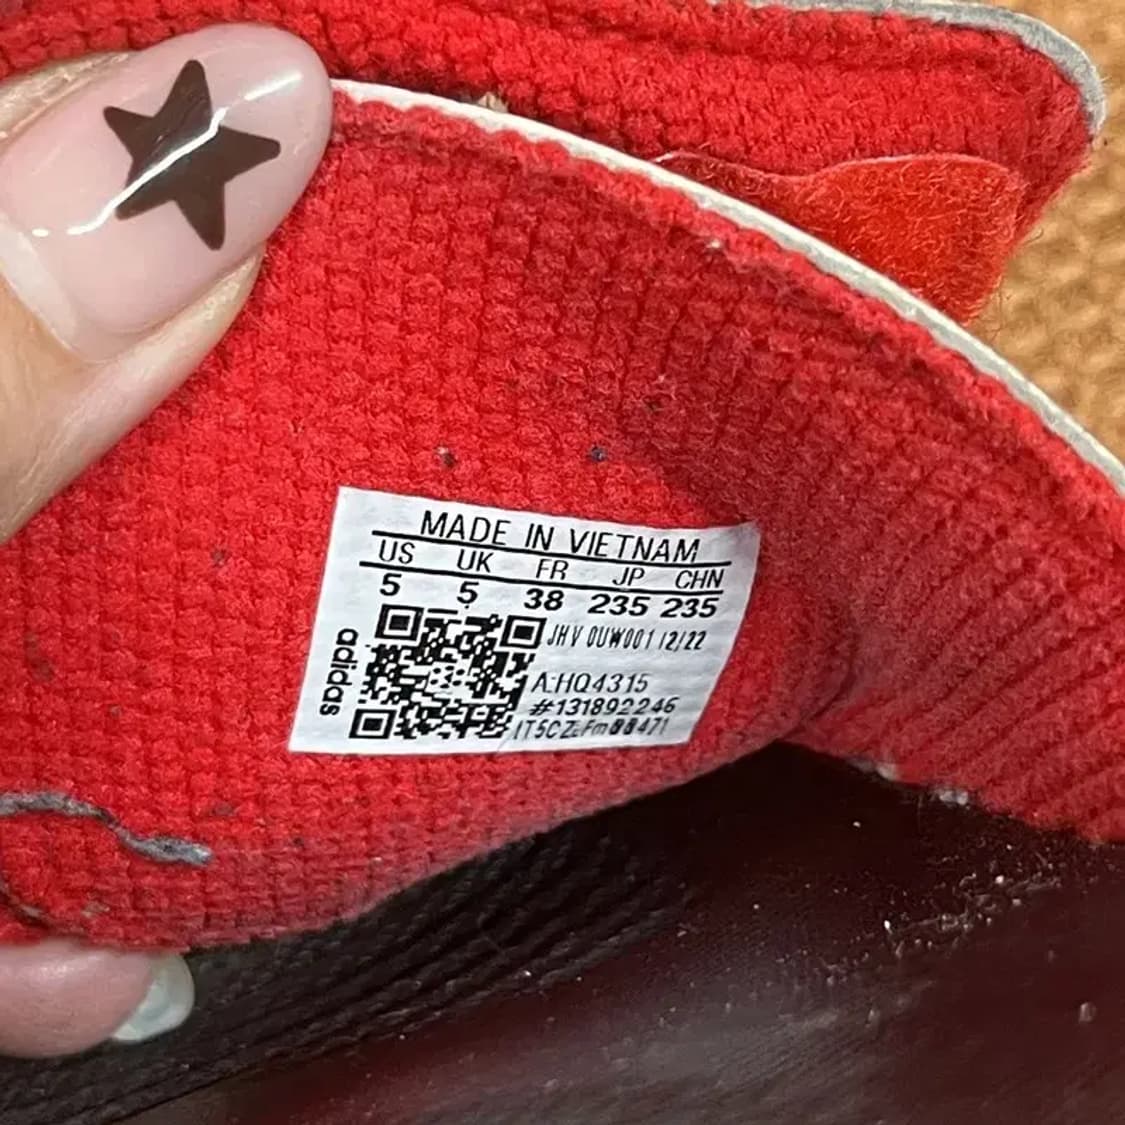 MADE IN VIETNAM
US UK FR JP CHN
5 5 38 235 235
JHV 0UW001 12/22
A:HQ4315
#131892246
adidas